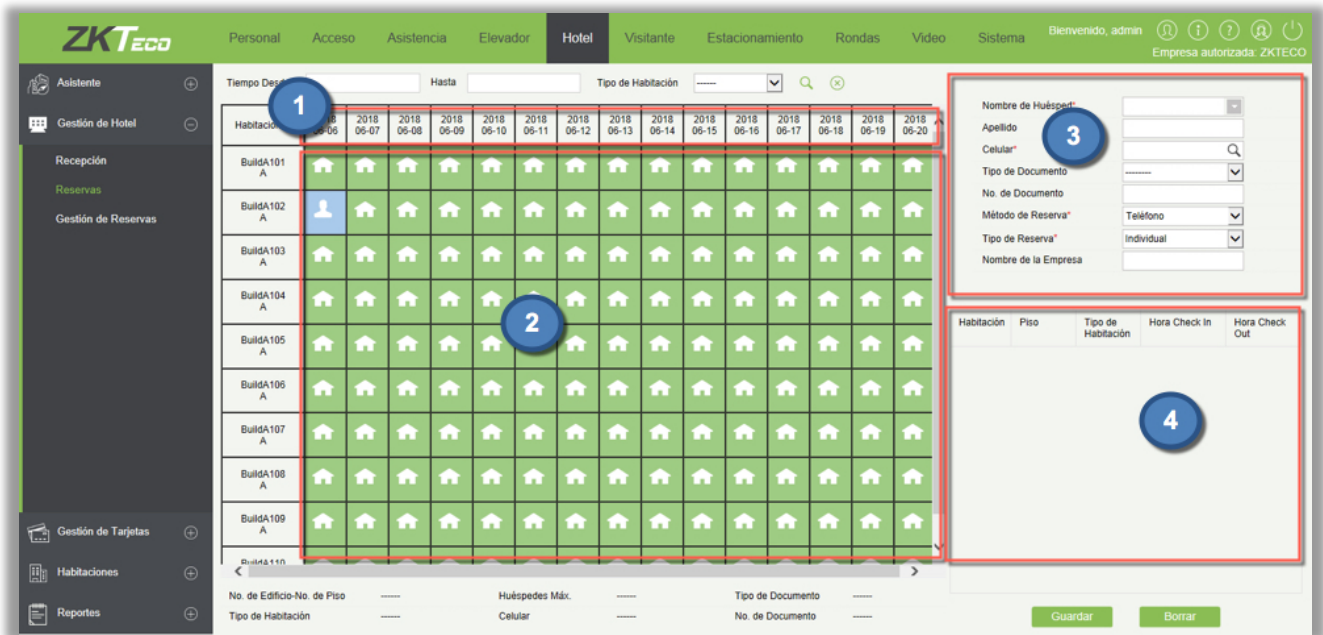 ZKTeco
Personal Acceso Asistencia Elevador Hotel Visitante Estacionamiento Rondas Video Sistema
Bienvenido, admin
Empresa autorizada: ZKTECO
Asistente
Gestión de Hotel
Recepción
Reservas
Gestión de Reservas
Gestión de Tarjetas
Habitaciones
Reportes
Tiempo Hasta Tipo de Habitación ------
1
2018 2018 2018 2018 2018 2018 2018 2018 2018 2018 2018 2018 2018 2018
06-06 06-07 06-08 06-09 06-10 06-11 06-12 06-13 06-14 06-15 06-16 06-17 06-18 06-19 06-20
BuildA101
A
BuildA102
A
BuildA103
A
BuildA104
A
BuildA105
A
BuildA106
A
BuildA107
A
BuildA108
A
BuildA109
A
BuildA110
2
No. de Edificio-No. de Piso ------ Huéspedes Máx. ------ Tipo de Documento ------
Tipo de Habitación ------ Celular ------ No. de Documento ------
Nombre de Huésped*
Apellido
3
Celular*
Tipo de Documento --------
No. de Documento
Método de Reserva* Teléfono
Tipo de Reserva* Individual
Nombre de la Empresa
Habitación Piso Tipo de Hora Check In Hora Check
Habitación Out
4
Guardar Borrar